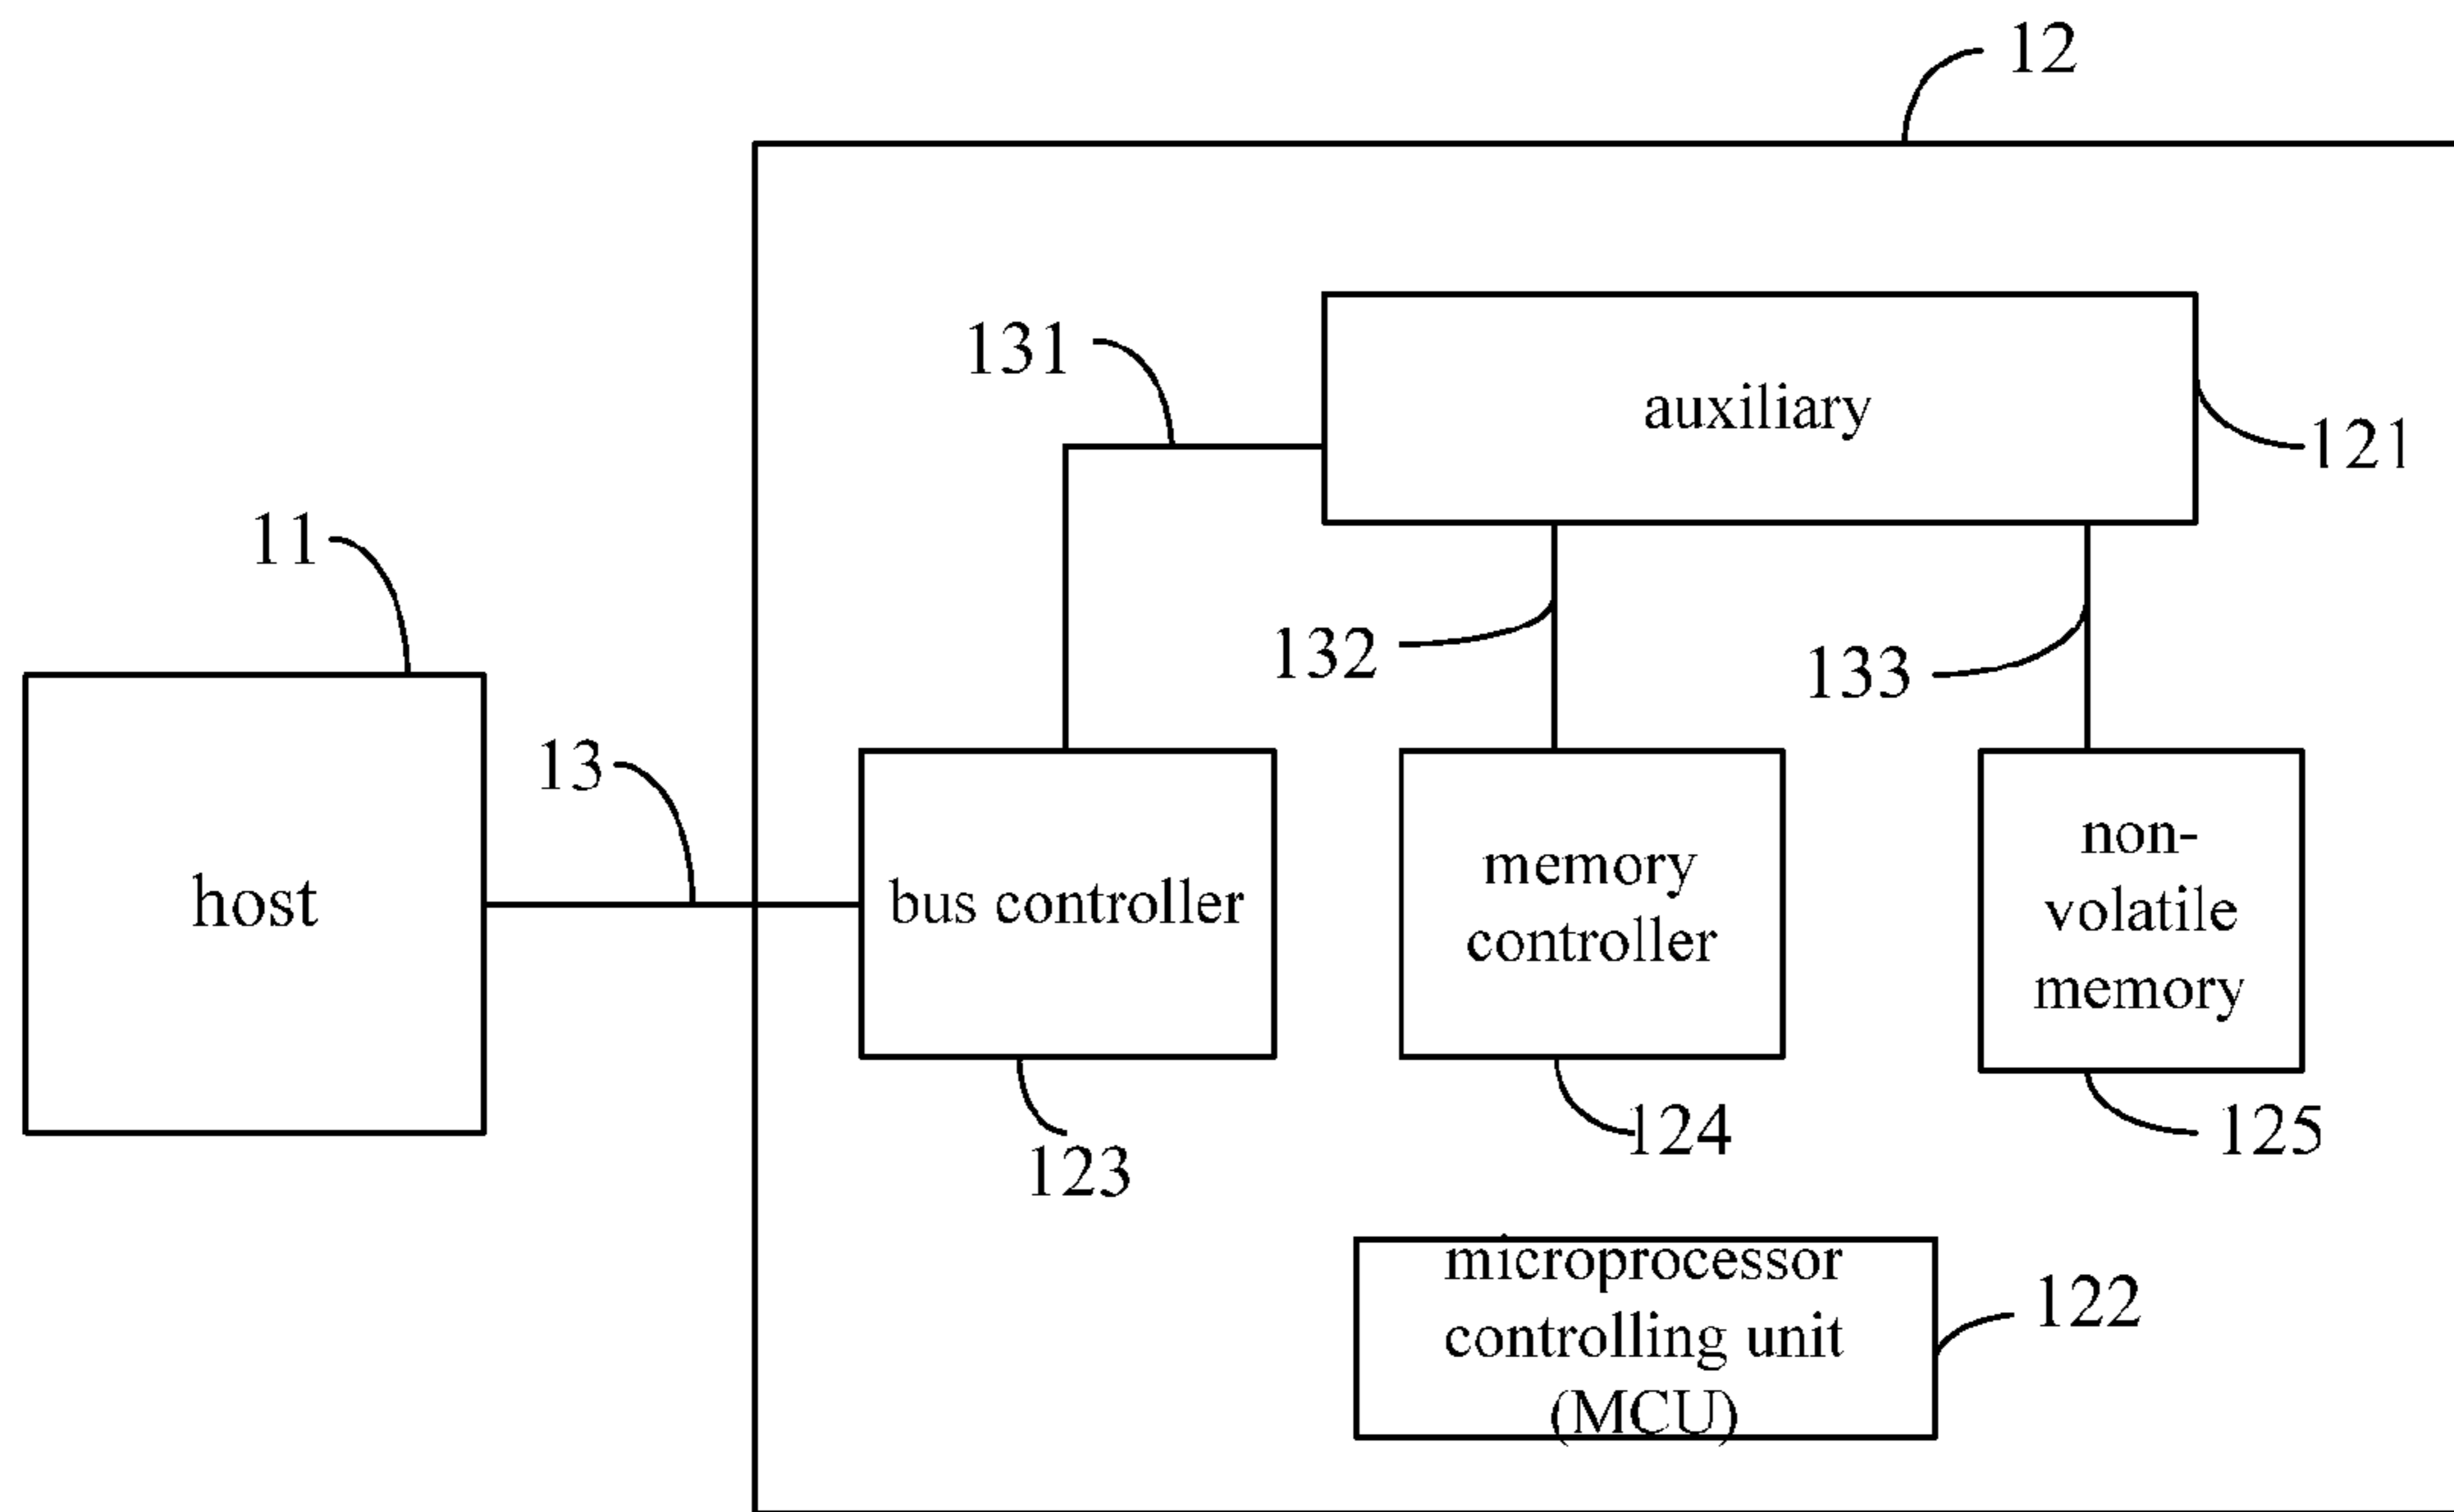 12
131
auxiliary
121
11
132
133
13
host
bus controller
memory
controller
non-
volatile
memory
123
124
125
microprocessor
controlling unit
(MCU)
122